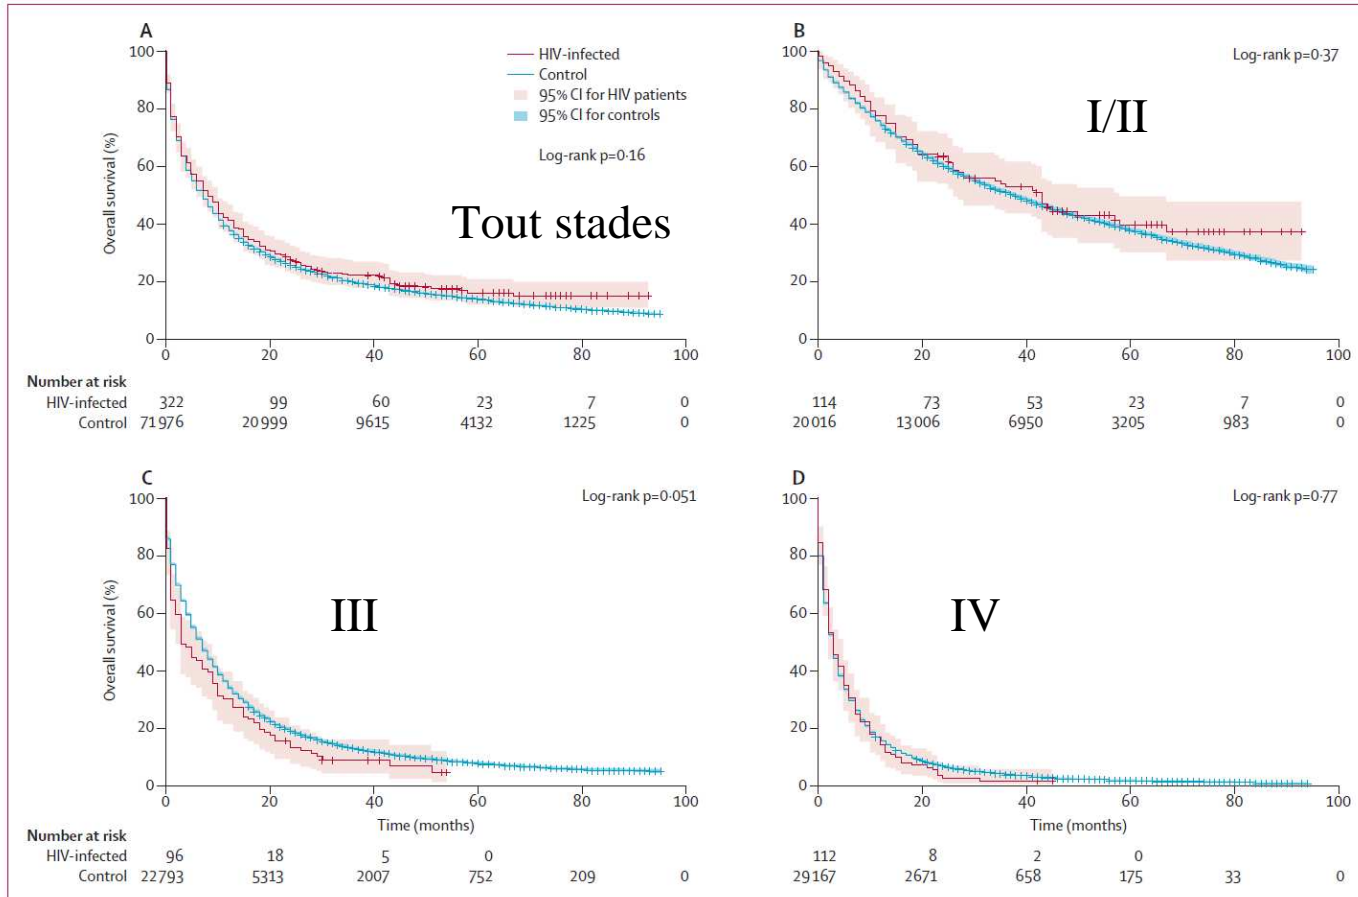 A
100
80
60
40
20
0
Overall survival (%)
HIV-infected
Control
95% CI for HIV patients
95% CI for controls
Log-rank p=0·16
Tout stades
0 20 40 60 80 100
Number at risk
HIV-infected 322 99 60 23 7 0
Control 71976 20999 9615 4132 1225 0
B
Log-rank p=0·37
I/II
100
80
60
40
20
0
0 20 40 60 80 100
114 73 53 23 7 0
20016 13006 6950 3205 983 0
C
Log-rank p=0·051
III
100
80
60
40
20
0
Overall survival (%)
0 20 40 60 80 100
Time (months)
Number at risk
HIV-infected 96 18 5 0
Control 22793 5313 2007 752 209 0
D
Log-rank p=0·77
IV
100
80
60
40
20
0
0 20 40 60 80 100
Time (months)
112 8 2 0
29167 2671 658 175 33 0